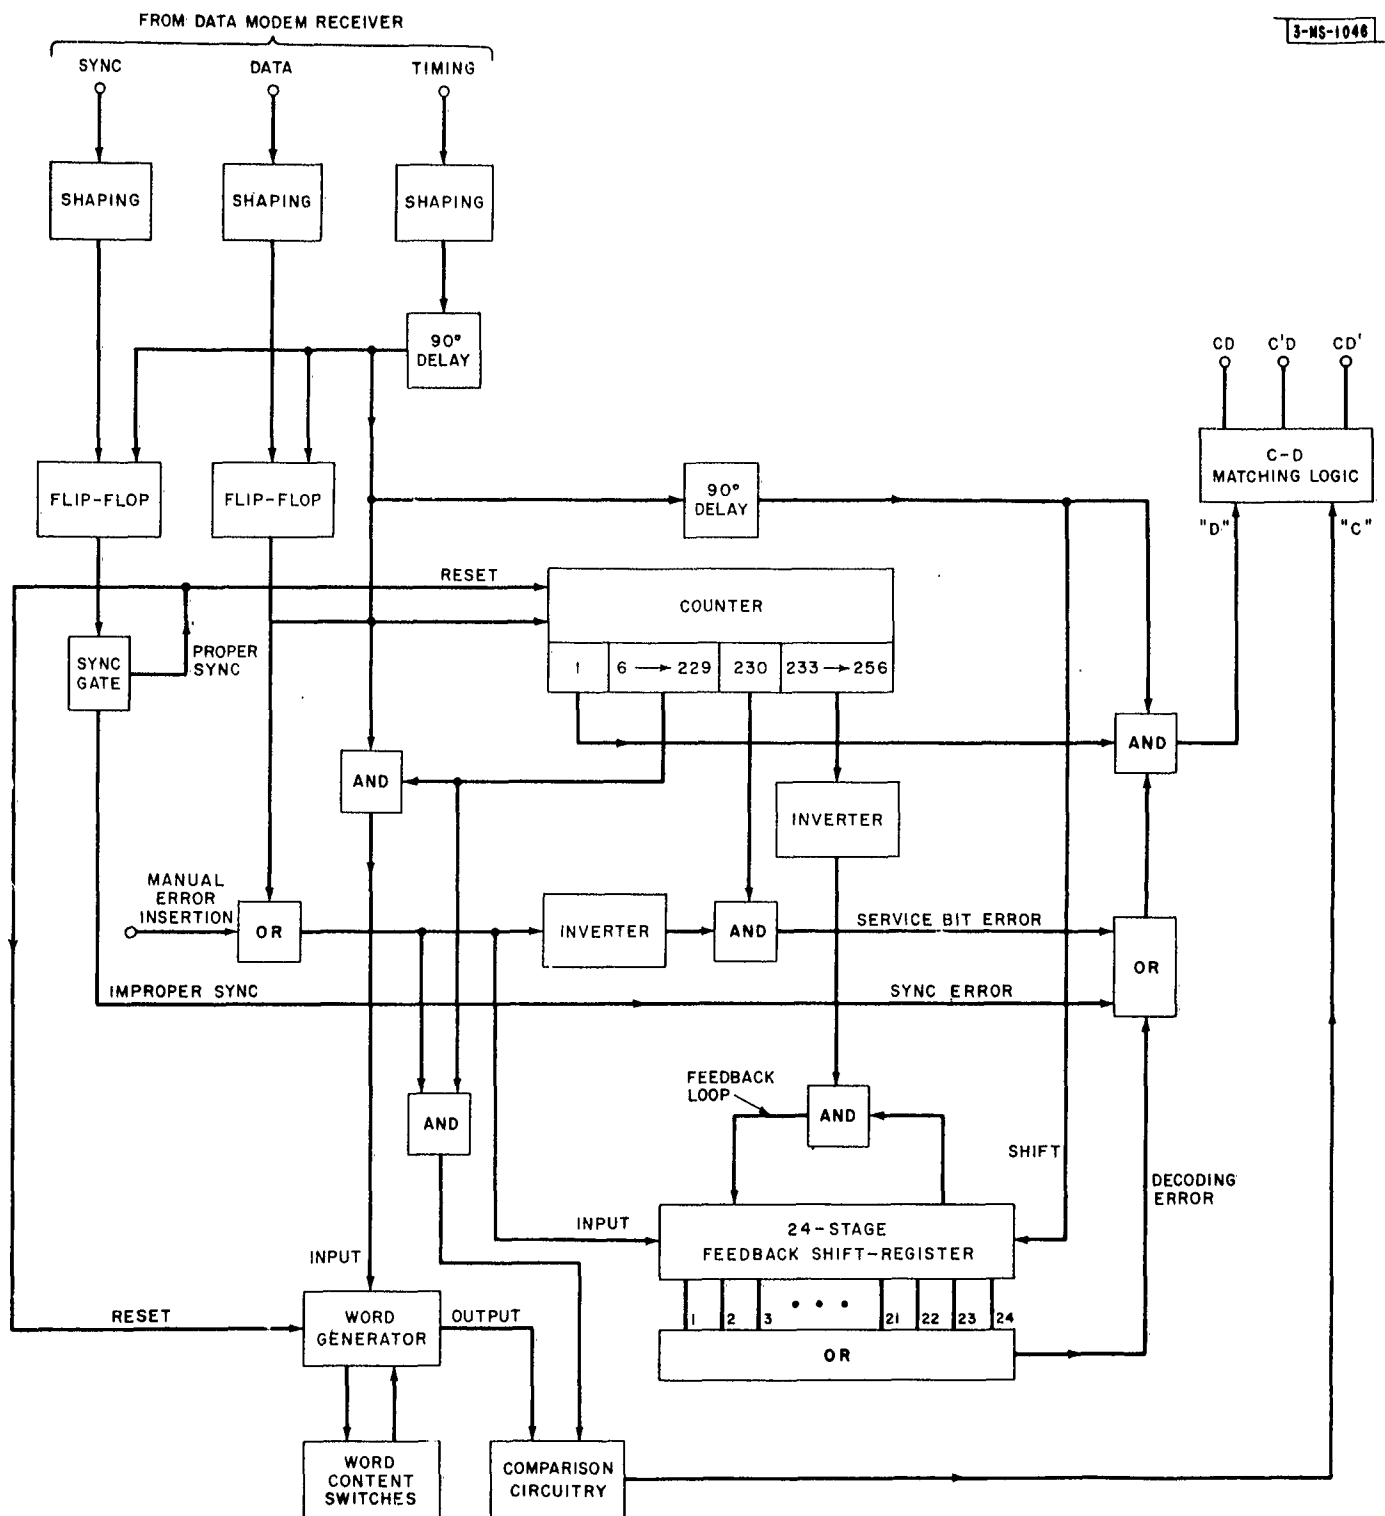 FROM DATA MODEM RECEIVER
3-MS-1046
SYNC
DATA
TIMING
SHAPING
SHAPING
SHAPING
90°
DELAY
CD
C'D
CD'
FLIP-FLOP
FLIP-FLOP
90°
DELAY
C-D
MATCHING LOGIC
"D"
"C"
RESET
COUNTER
PROPER
SYNC
SYNC
GATE
1
6 → 229
230
233 → 256
AND
AND
INVERTER
MANUAL
ERROR
INSERTION
OR
INVERTER
AND
SERVICE BIT ERROR
OR
IMPROPER SYNC
SYNC ERROR
FEEDBACK
LOOP
AND
AND
SHIFT
DECODING
ERROR
INPUT
24-STAGE
FEEDBACK SHIFT-REGISTER
INPUT
1
2
3
• • •
21
22
23
24
RESET
WORD
GENERATOR
OUTPUT
OR
WORD
CONTENT
SWITCHES
COMPARISON
CIRCUITRY